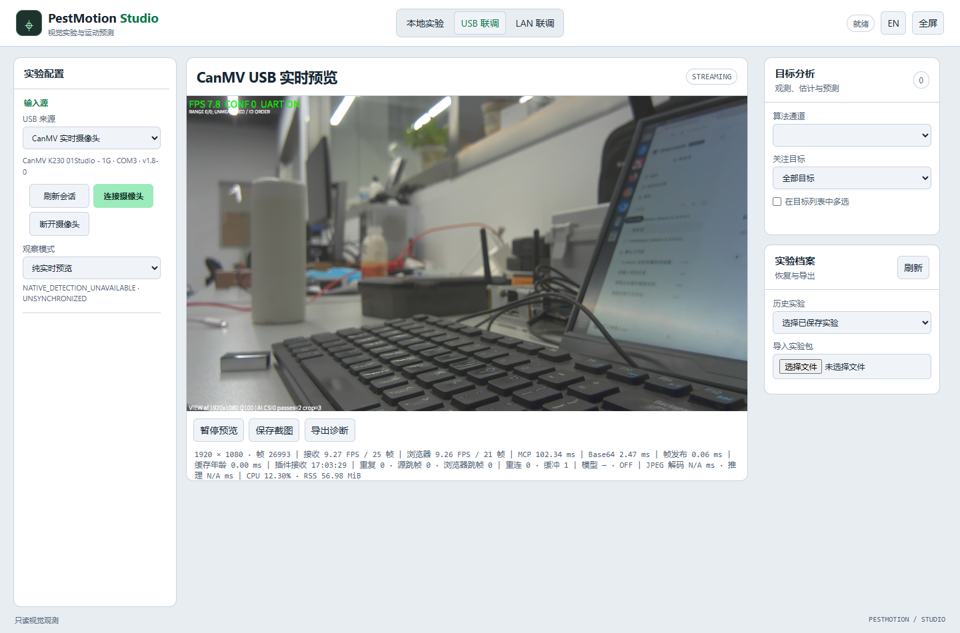 PestMotion Studio
视觉实验与运动预测
本地实验
USB 联调
LAN 联调
就绪
EN
全屏
实验配置
输入源
USB 来源
CanMV 实时摄像头
CanMV K230 01Studio - 1G · COM3 · v1.8-
0
刷新会话
连接摄像头
断开摄像头
观察模式
纯实时预览
NATIVE_DETECTION_UNAVAILABLE ·
UNSYNCHRONIZED
CanMV USB 实时预览
STREAMING
FPS 7.8 CONF 0 UART ON
暂停预览
保存截图
导出诊断
1920 × 1080 · 帧 26993 | 接收 9.27 FPS / 25 帧 | 浏览器 9.26 FPS / 21 帧 | MCP 102.34 ms | Base64 2.47 ms | 帧发布 0.06 ms |
缓存年龄 0.00 ms | 插件接收 17:03:29 | 重复 0 · 源跳帧 0 · 浏览器跳帧 0 | 重连 0 · 缓冲 1 | 模型 — · OFF | JPEG 解码 N/A ms · 推
理 N/A ms | CPU 12.30% · RSS 56.98 MiB
目标分析
观测、估计与预测
0
算法通道
关注目标
全部目标
在目标列表中多选
实验档案
恢复与导出
刷新
历史实验
选择已保存实验
导入实验包
选择文件 未选择文件
只读视觉观测
PESTMOTION / STUDIO